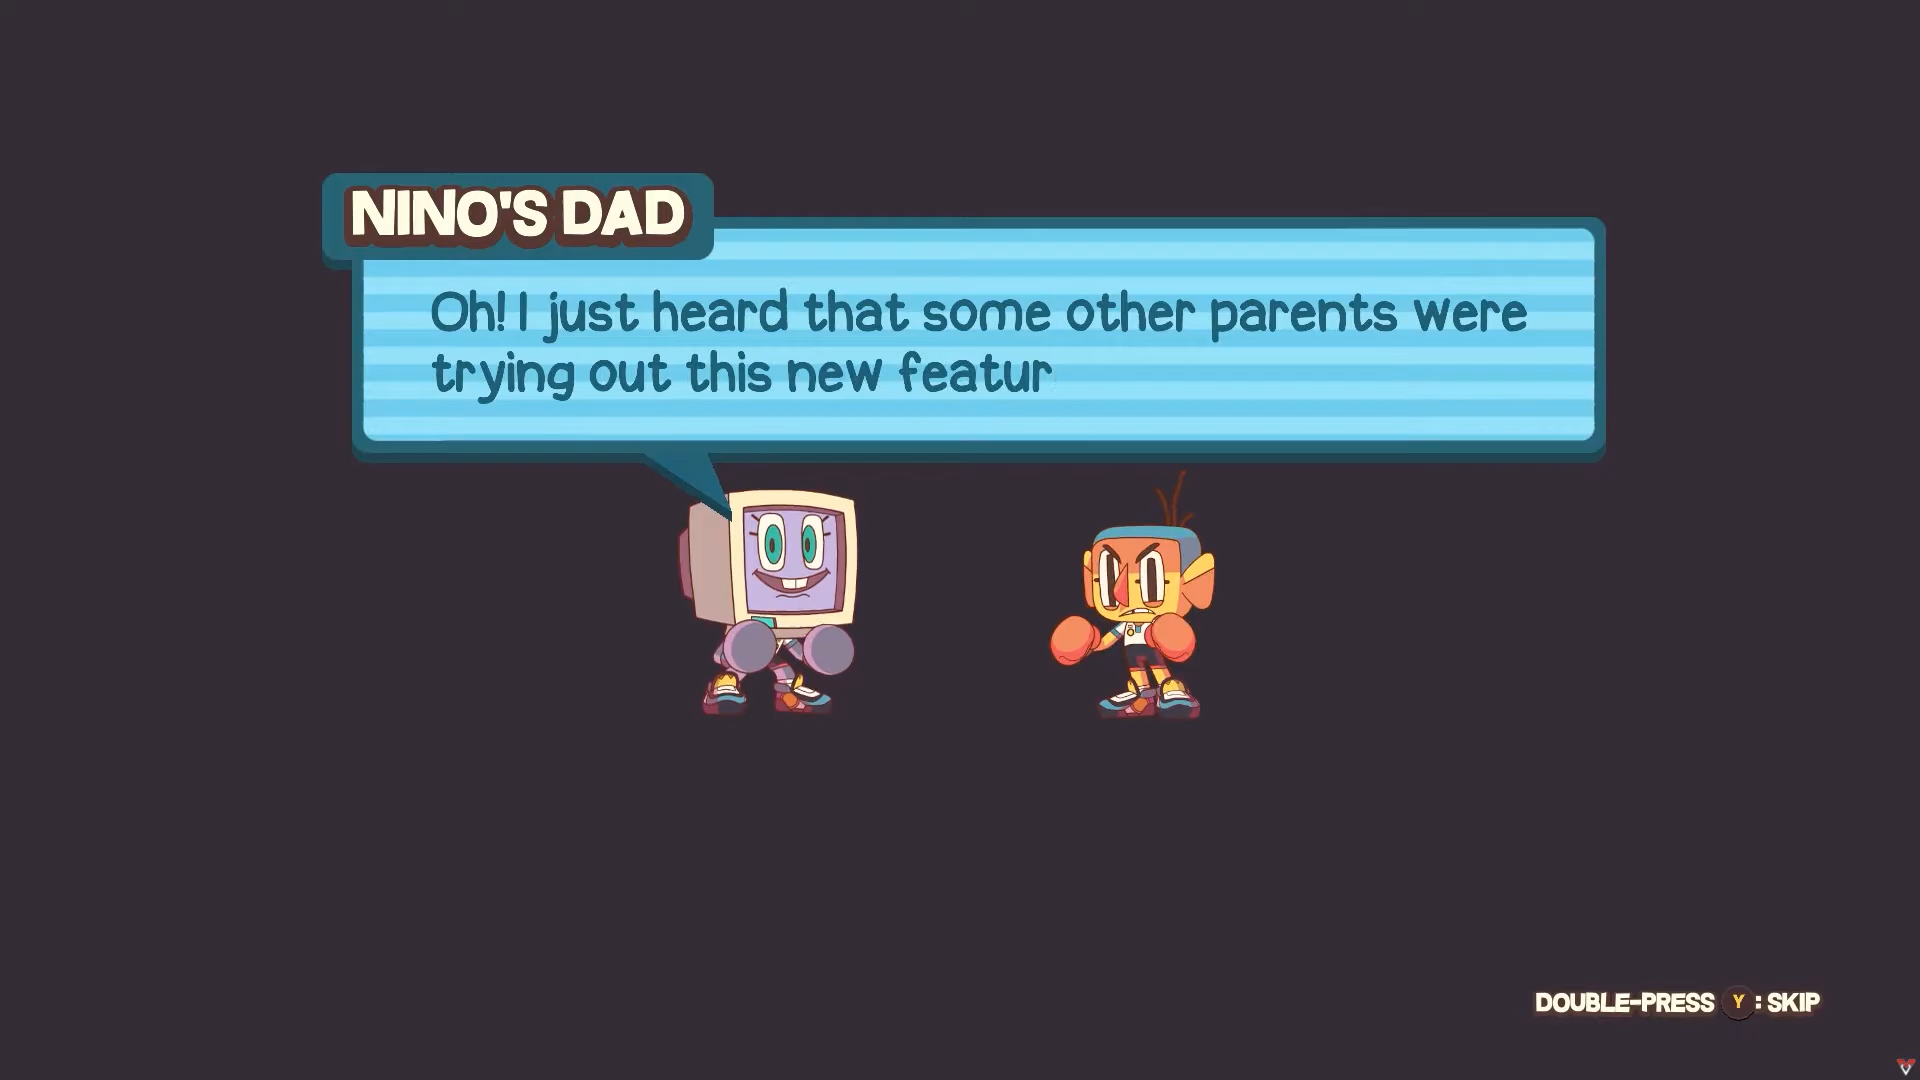 NINO'S DAD
Oh! I just heard that some other parents were
trying out this new featur
DOUBLE-PRESS Y : SKIP